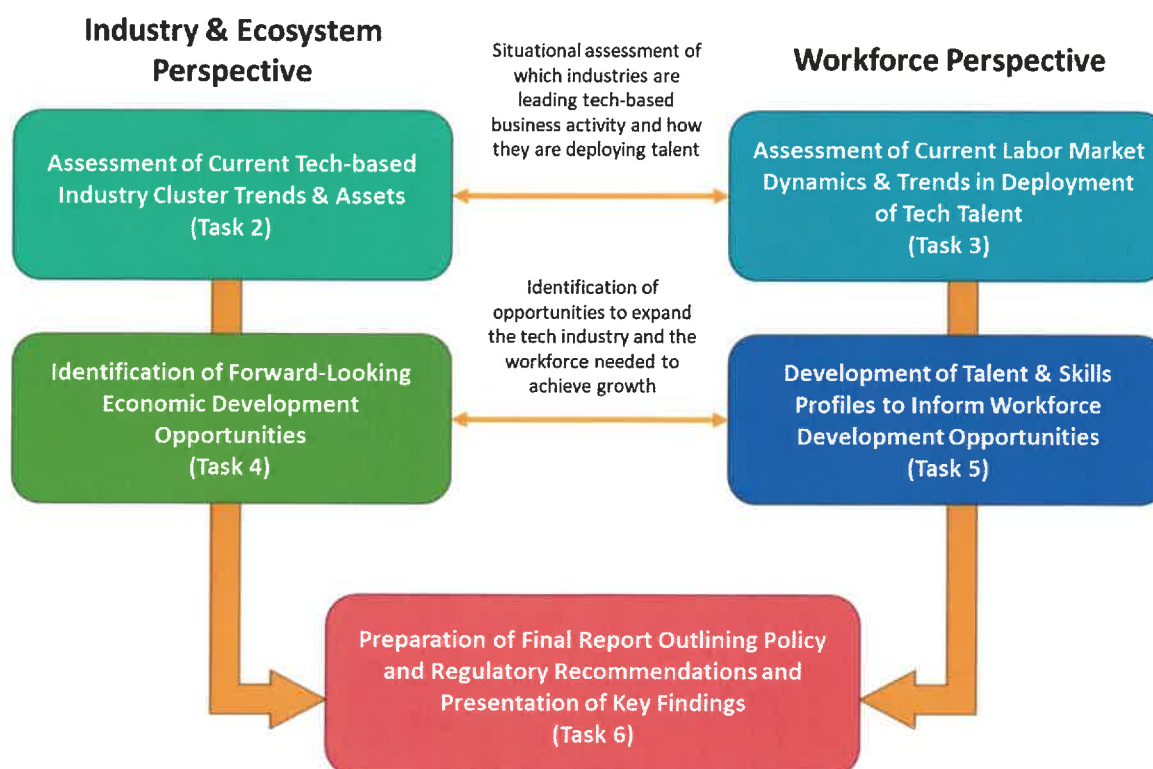 Industry & Ecosystem
Perspective
Situational assessment of
which industries are
leading tech-based
business activity and how
they are deploying talent
Workforce Perspective
Assessment of Current Tech-based
Industry Cluster Trends & Assets
(Task 2)
Assessment of Current Labor Market
Dynamics & Trends in Deployment
of Tech Talent
(Task 3)
Identification of
opportunities to expand
the tech industry and the
workforce needed to
achieve growth
Identification of Forward-Looking
Economic Development
Opportunities
(Task 4)
Development of Talent & Skills
Profiles to Inform Workforce
Development Opportunities
(Task 5)
Preparation of Final Report Outlining Policy
and Regulatory Recommendations and
Presentation of Key Findings
(Task 6)